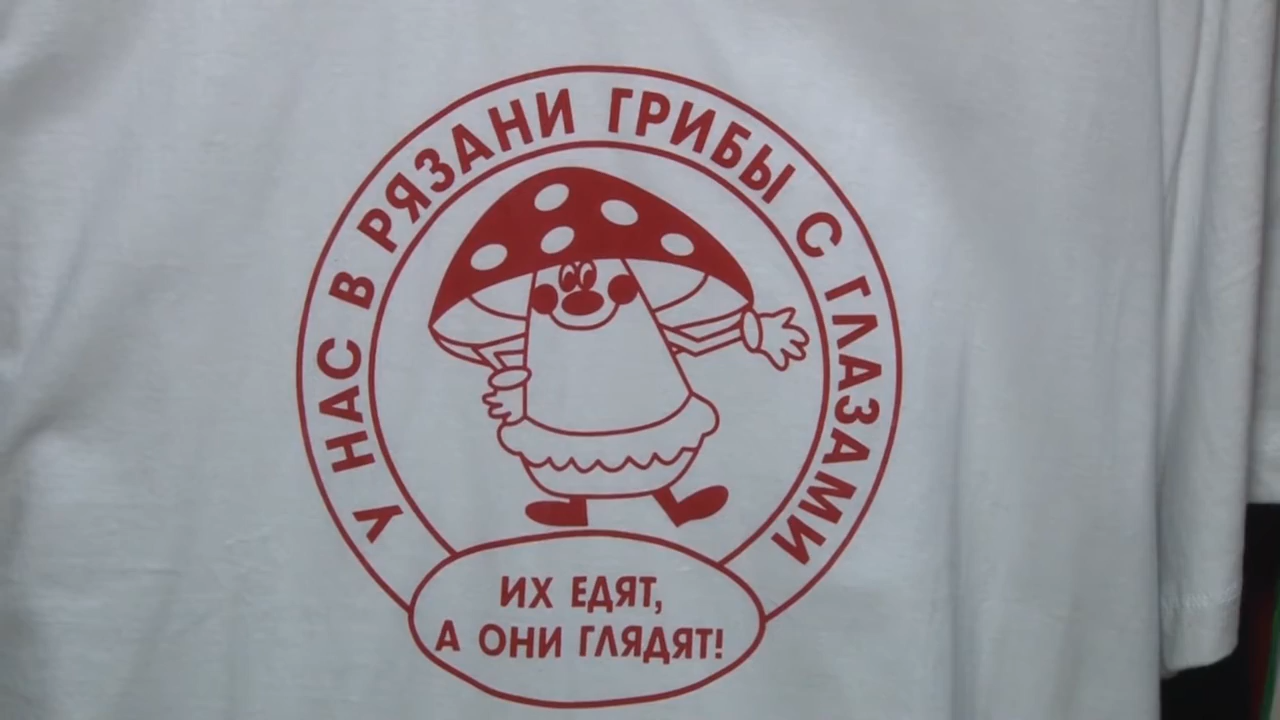 У НАС В РЯЗАНИ ГРИБЫ С ГЛАЗАМИ
ИХ ЕДЯТ,
А ОНИ ГЛЯДЯТ!